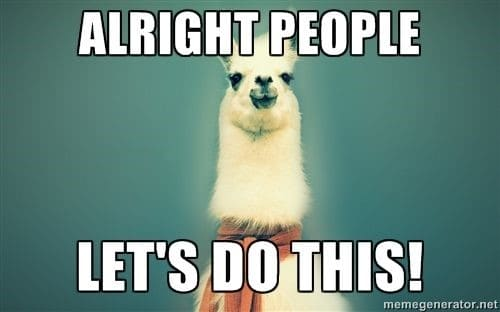 ALRIGHT PEOPLE
LET'S DO THIS!
memegenerator.net